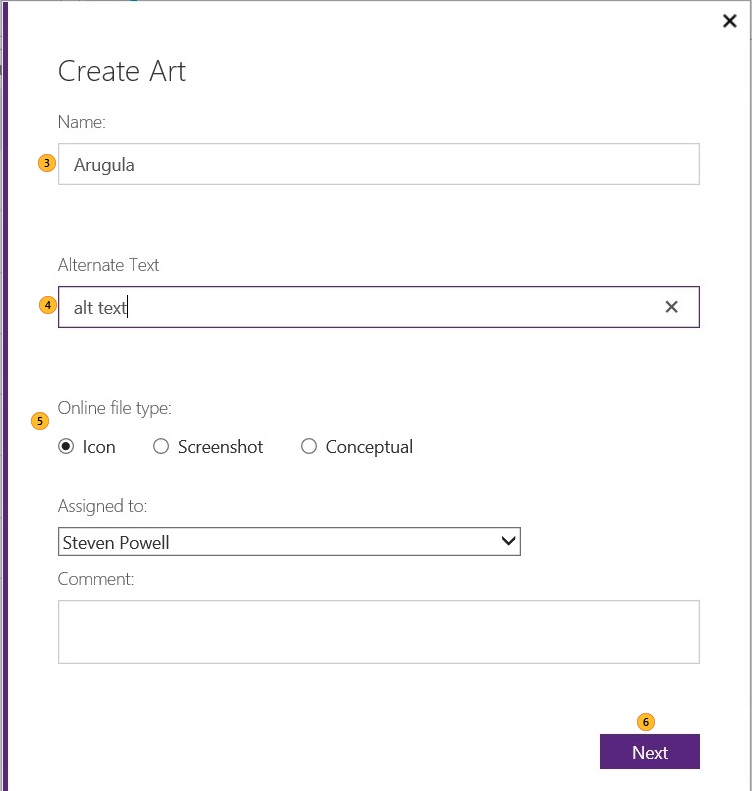 Create Art
Name:
3
Arugula
Alternate Text
4
alt text
Online file type:
5
Icon Screenshot Conceptual
Assigned to:
Steven Powell
Comment:
6
Next